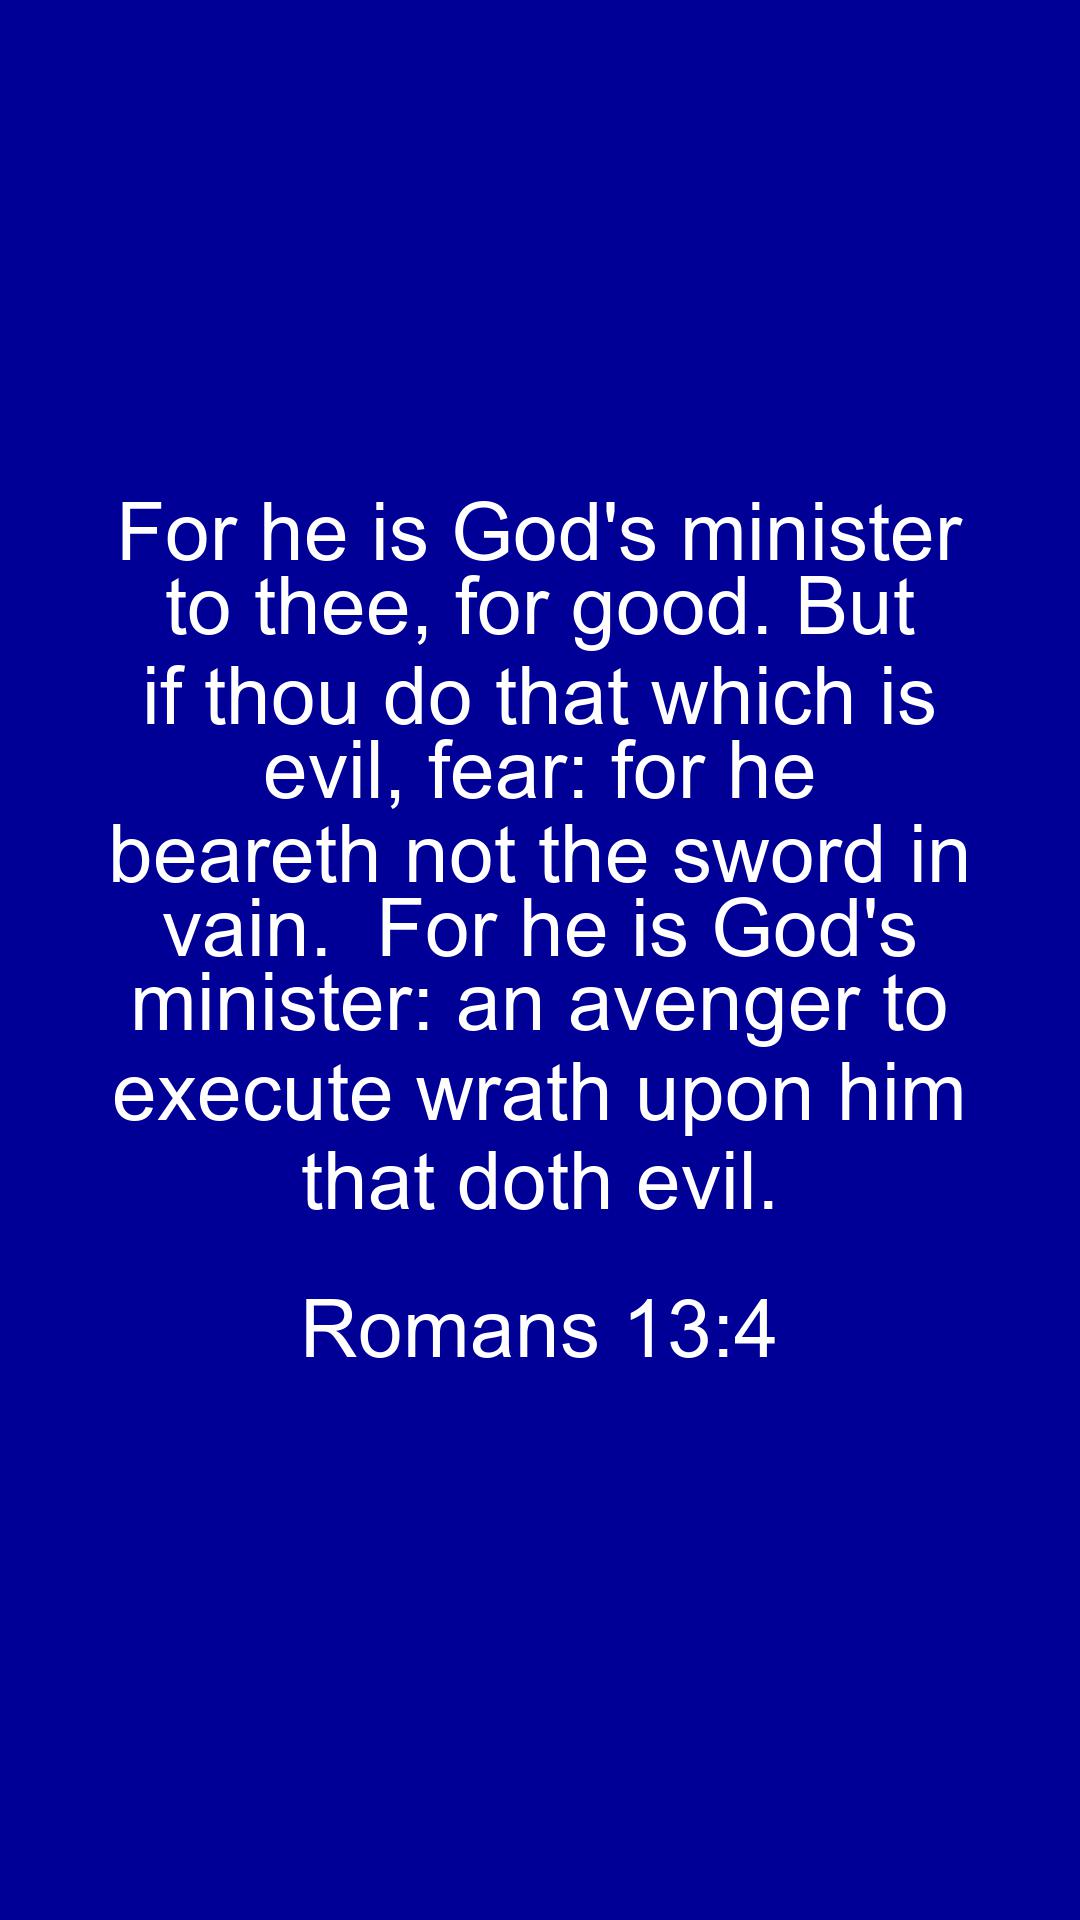 For he is God's minister
to thee, for good. But
if thou do that which is
evil, fear: for he
beareth not the sword in
vain.  For he is God's
minister: an avenger to
execute wrath upon him
that doth evil.
Romans 13:4